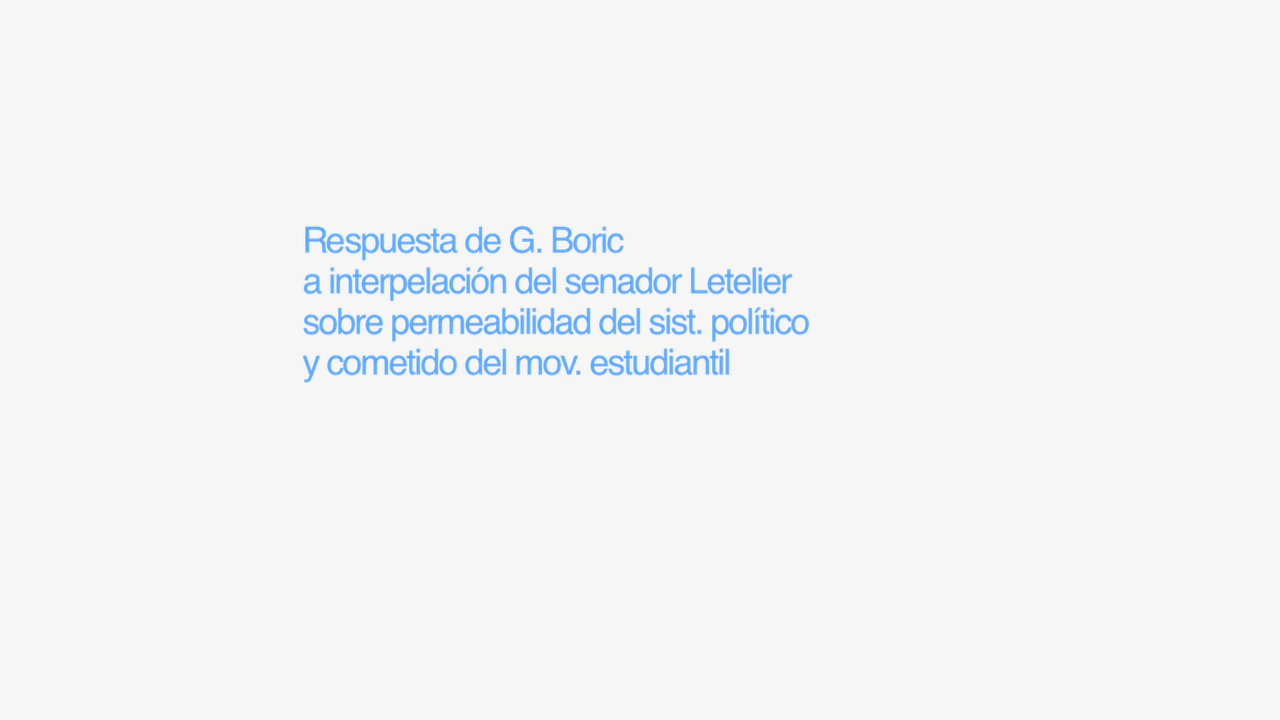 Respuesta de G. Boric
a interpelación del senador Letelier
sobre permeabilidad del sist. político
y cometido del mov. estudiantil